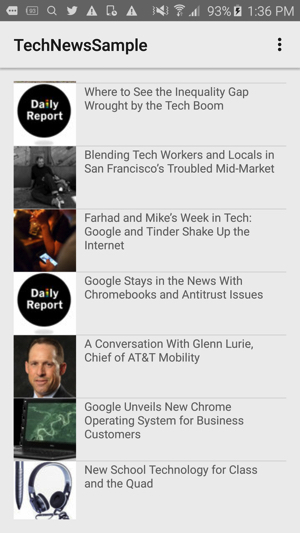 93% 1:36 PM
TechNewsSample
Daily
Report
Where to See the Inequality Gap
Wrought by the Tech Boom
Blending Tech Workers and Locals in
San Francisco's Troubled Mid-Market
Farhad and Mike's Week in Tech:
Google and Tinder Shake Up the
Internet
Daily
Report
Google Stays in the News With
Chromebooks and Antitrust Issues
A Conversation With Glenn Lurie,
Chief of AT&T Mobility
Google Unveils New Chrome
Operating System for Business
Customers
New School Technology for Class
and the Quad